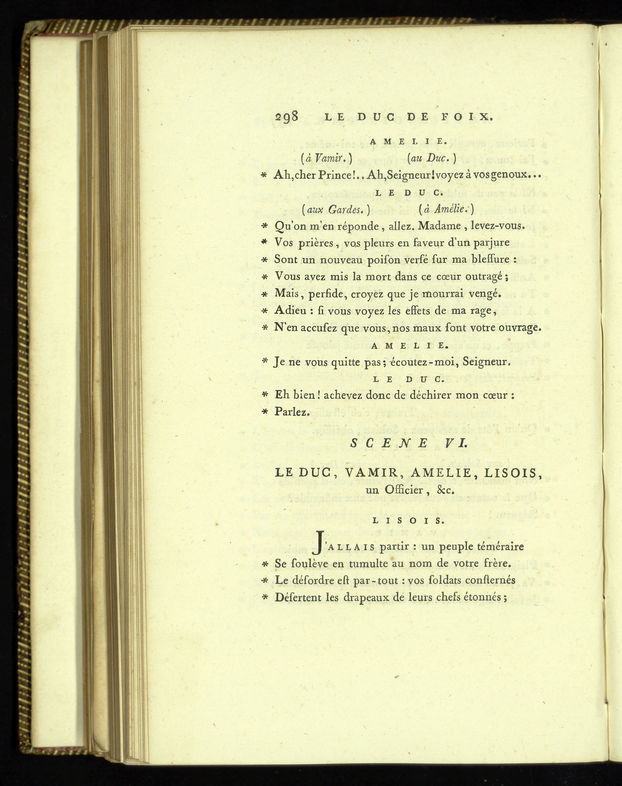 298 LE DUC DE FOIX.
AMELIE.
(à Vamir.) (au Duc.)
* Ah, cher Prince!.. Ah, Seigneur! voyez à vos genoux...
LE DUC.
(aux Gardes.) (à Amélie.)
* Qu'on m'en réponde, allez. Madame, levez-vous.
* Vos prières, vos pleurs en faveur d'un parjure
* Sont un nouveau poiſon verſé ſur ma bleſſure :
* Vous avez mis la mort dans ce cœur outragé ;
* Mais, perfide, croyez que je mourrai vengé.
* Adieu : ſi vous voyez les effets de ma rage,
* N'en accuſez que vous, nos maux ſont votre ouvrage.
AMELIE.
* Je ne vous quitte pas ; écoutez-moi, Seigneur.
LE DUC.
* Eh bien ! achevez donc de déchirer mon cœur :
* Parlez.
SCENE VI.
LE DUC, VAMIR, AMELIE, LISOIS,
un Officier, &c.
LISOIS.
J'ALLAIS partir : un peuple téméraire
* Se ſoulève en tumulte au nom de votre frère.
* Le déſordre eſt par-tout : vos ſoldats conſternés
* Déſertent les drapeaux de leurs chefs étonnés ;